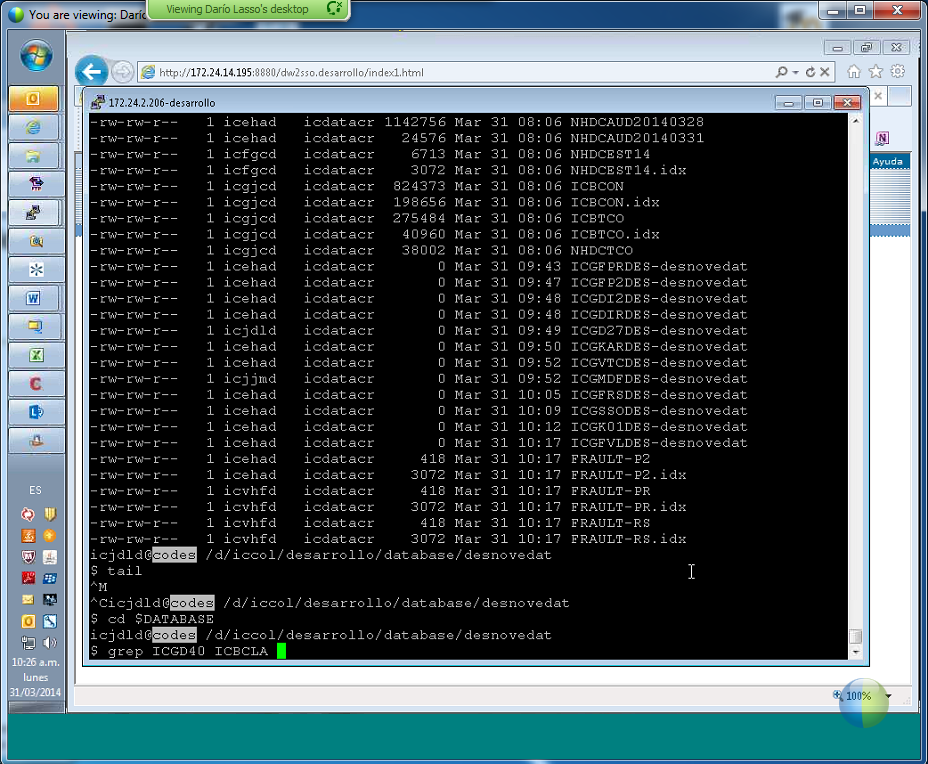 You are viewing: Darí
Viewing Darío Lasso's desktop
http://172.24.14.195:8880/dw2sso.desarrollo/index1.html
172.24.2.206-desarrollo
Ayuda
-rw-rw-r-- 1 icehad icdatacr 1142756 Mar 31 08:06 NHDCAUD20140328
-rw-rw-r-- 1 icehad icdatacr 24576 Mar 31 08:06 NHDCAUD20140331
-rw-rw-r-- 1 icfgcd icdatacr 6713 Mar 31 08:06 NHDCEST14
-rw-rw-r-- 1 icfgcd icdatacr 3072 Mar 31 08:06 NHDCEST14.idx
-rw-rw-r-- 1 icgjcd icdatacr 824373 Mar 31 08:06 ICBCON
-rw-rw-r-- 1 icgjcd icdatacr 198656 Mar 31 08:06 ICBCON.idx
-rw-rw-r-- 1 icgjcd icdatacr 275484 Mar 31 08:06 ICBTCO
-rw-rw-r-- 1 icgjcd icdatacr 40960 Mar 31 08:06 ICBTCO.idx
-rw-rw-r-- 1 icgjcd icdatacr 38002 Mar 31 08:06 NHDCTCO
-rw-rw-r-- 1 icehad icdatacr 0 Mar 31 09:43 ICGFPRDES-desnovedat
-rw-rw-r-- 1 icehad icdatacr 0 Mar 31 09:47 ICGFP2DES-desnovedat
-rw-rw-r-- 1 icehad icdatacr 0 Mar 31 09:48 ICGDI2DES-desnovedat
-rw-rw-r-- 1 icehad icdatacr 0 Mar 31 09:48 ICGDIRDES-desnovedat
-rw-rw-r-- 1 icjdld icdatacr 0 Mar 31 09:49 ICGD27DES-desnovedat
-rw-rw-r-- 1 icehad icdatacr 0 Mar 31 09:50 ICGKARDES-desnovedat
-rw-rw-r-- 1 icehad icdatacr 0 Mar 31 09:52 ICGVTCDES-desnovedat
-rw-rw-r-- 1 icjjmd icdatacr 0 Mar 31 09:52 ICGMDFDES-desnovedat
-rw-rw-r-- 1 icehad icdatacr 0 Mar 31 10:05 ICGFRSDES-desnovedat
-rw-rw-r-- 1 icehad icdatacr 0 Mar 31 10:09 ICGSSODES-desnovedat
-rw-rw-r-- 1 icehad icdatacr 0 Mar 31 10:12 ICGK01DES-desnovedat
-rw-rw-r-- 1 icehad icdatacr 0 Mar 31 10:17 ICGFVLDES-desnovedat
-rw-rw-r-- 1 icehad icdatacr 418 Mar 31 10:17 FRAULT-P2
-rw-rw-r-- 1 icehad icdatacr 3072 Mar 31 10:17 FRAULT-P2.idx
-rw-rw-r-- 1 icvhfd icdatacr 418 Mar 31 10:17 FRAULT-PR
-rw-rw-r-- 1 icvhfd icdatacr 3072 Mar 31 10:17 FRAULT-PR.idx
-rw-rw-r-- 1 icvhfd icdatacr 418 Mar 31 10:17 FRAULT-RS
-rw-rw-r-- 1 icvhfd icdatacr 3072 Mar 31 10:17 FRAULT-RS.idx
icjdld@codes /d/iccol/desarrollo/database/desnovedat
$ tail
^M
^Cicjdld@codes /d/iccol/desarrollo/database/desnovedat
$ cd $DATABASE
icjdld@codes /d/iccol/desarrollo/database/desnovedat
$ grep ICGD40 ICBCLA
ES
10:26 a.m.
lunes
31/03/2014
100%